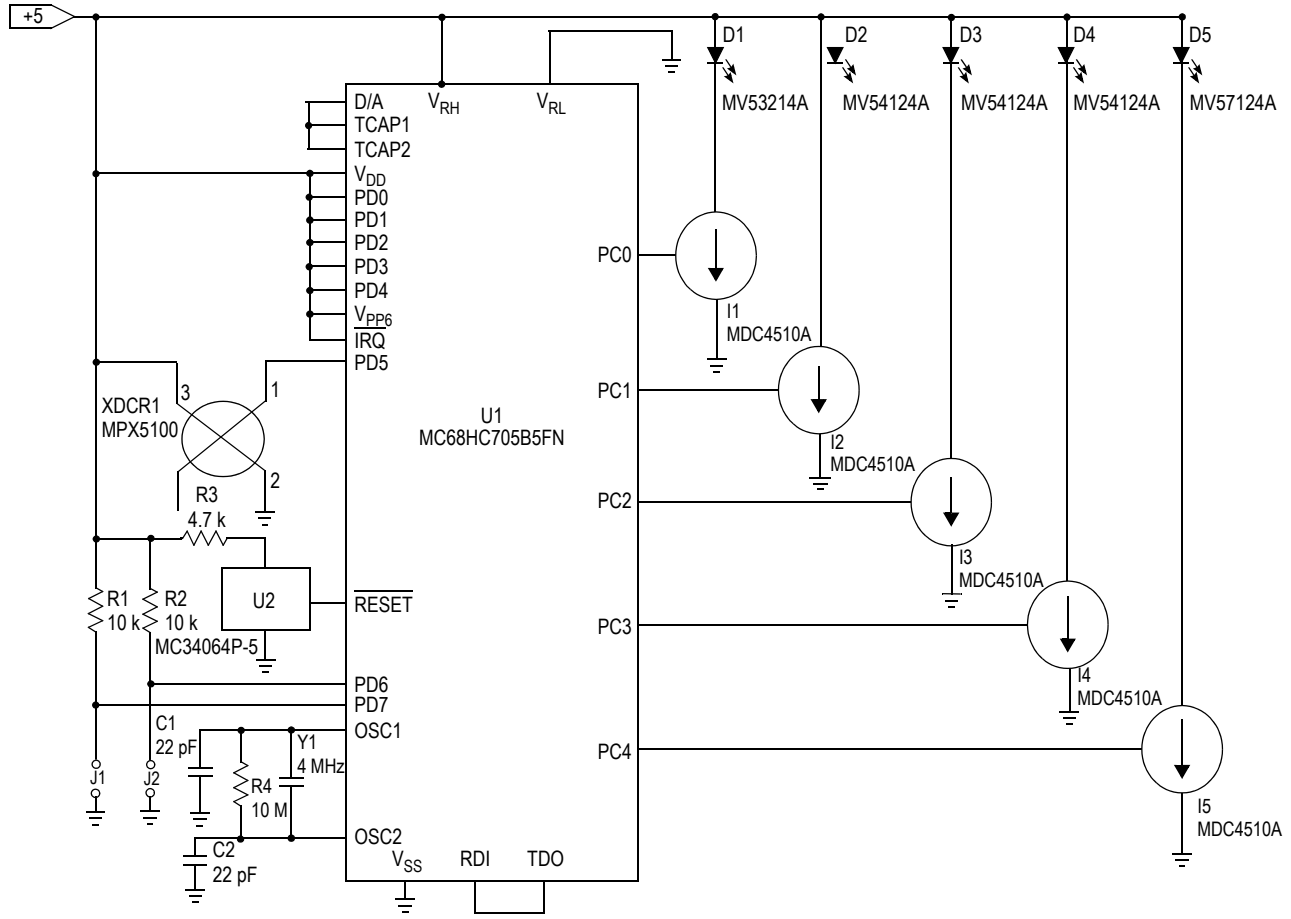 +5
D1
D2
D3
D4
D5
MV53214A
MV54124A
MV54124A
MV54124A
MV57124A
VRH
VRL
D/A
TCAP1
TCAP2
VDD
PD0
PD1
PD2
PD3
PD4
VPP6
IRQ
PD5
PC0
I1
MDC4510A
3
1
XDCR1
MPX5100
2
U1
MC68HC705B5FN
PC1
I2
MDC4510A
R3
4.7 k
PC2
I3
MDC4510A
R1
10 k
R2
10 k
U2
MC34064P-5
RESET
PC3
I4
MDC4510A
PD6
PD7
C1
22 pF
OSC1
Y1
4 MHz
J1
J2
R4
10 M
PC4
I5
MDC4510A
OSC2
C2
22 pF
VSS
RDI
TDO